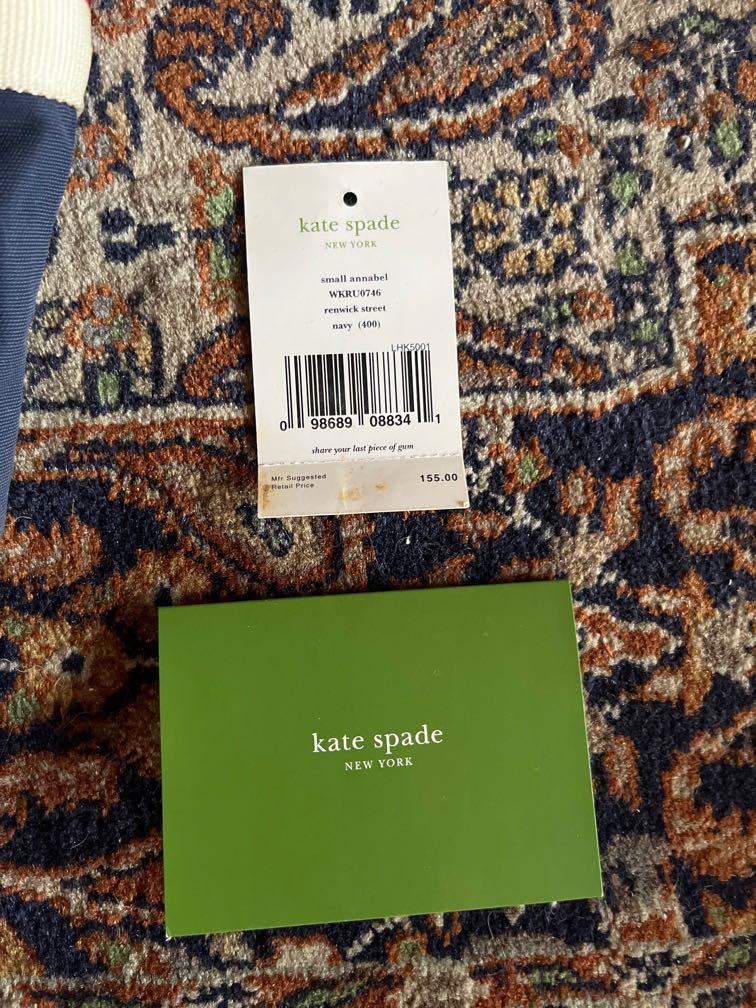 kate spade
NEW YORK
small annabel
WKRU0746
renwick street
navy (400)
LHK5001
0 98689 08834 1
share your last piece of gum
Mfr Suggested
Retail Price
155.00
kate spade
NEW YORK